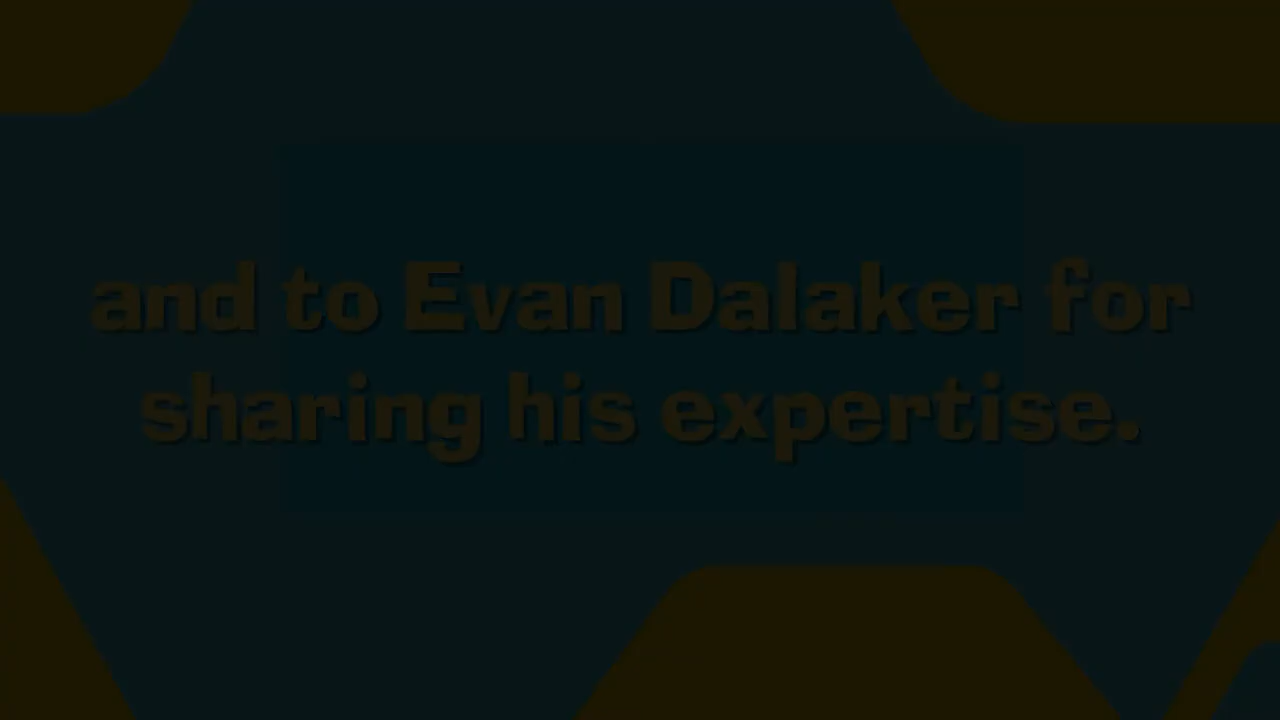 and to Evan Dalaker for
sharing his expertise.